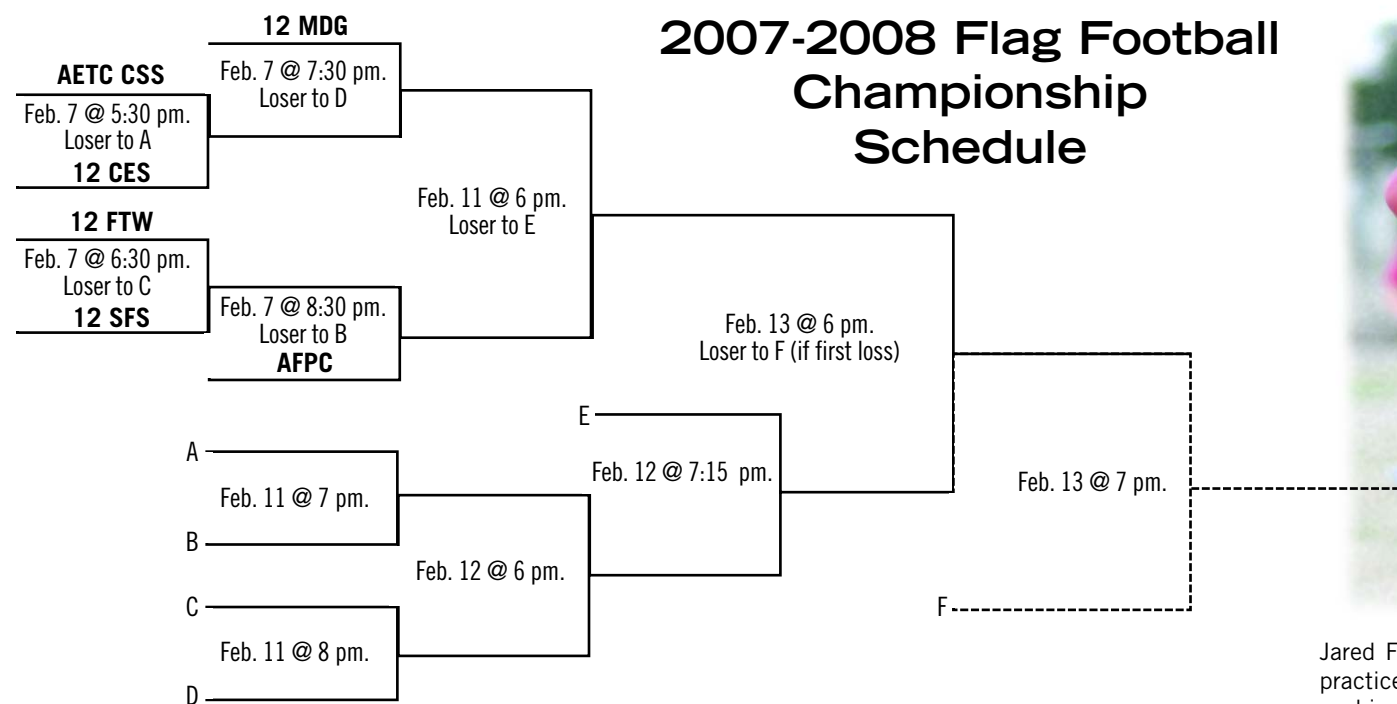 2007-2008 Flag Football
Championship
Schedule
12 MDG
AETC CSS
Feb. 7 @ 7:30 pm.
Loser to D
Feb. 7 @ 5:30 pm.
Loser to A
12 CES
12 FTW
Feb. 7 @ 6:30 pm.
Loser to C
12 SFS
Feb. 7 @ 8:30 pm.
Loser to B
AFPC
Feb. 11 @ 6 pm.
Loser to E
Feb. 13 @ 6 pm.
Loser to F (if first loss)
E
Feb. 12 @ 7:15 pm.
A
Feb. 11 @ 7 pm.
B
Feb. 12 @ 6 pm.
C
Feb. 11 @ 8 pm.
D
Feb. 13 @ 7 pm.
F
Jared F
practice